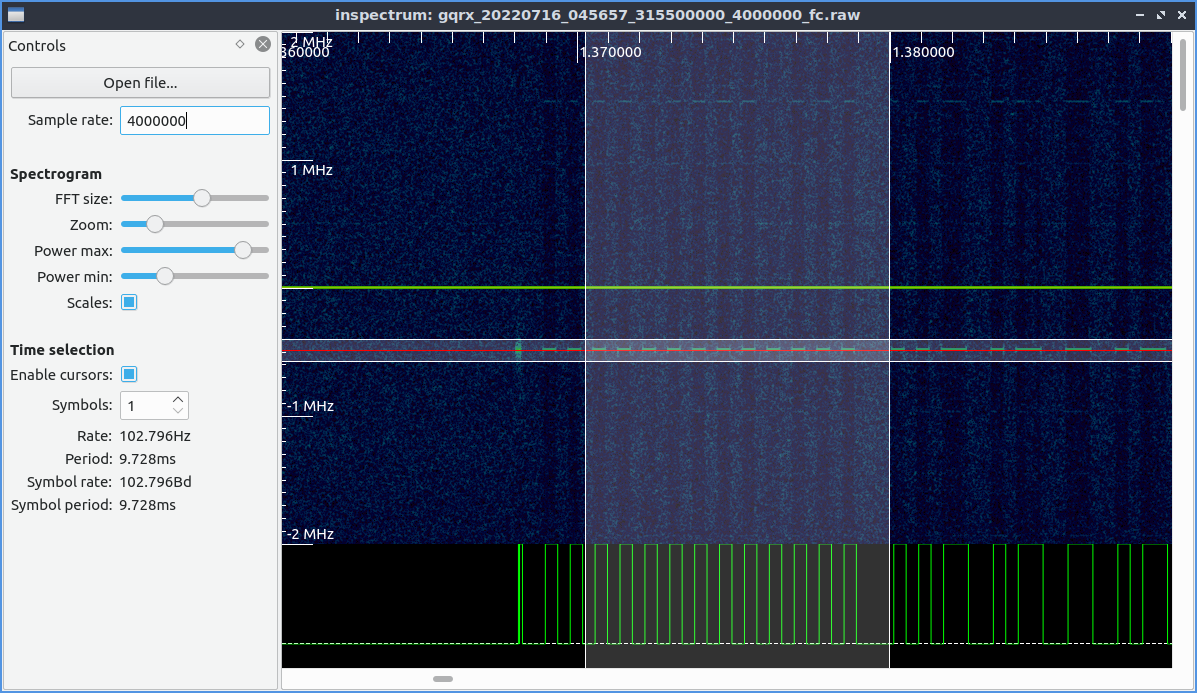 inspectrum: gqrx_20220716_045657_315500000_4000000_fc.raw
Controls
Open file...
Sample rate: 4000000
Spectrogram
FFT size:
Zoom:
Power max:
Power min:
Scales:
Time selection
Enable cursors:
Symbols: 1
Rate: 102.796Hz
Period: 9.728ms
Symbol rate: 102.796Bd
Symbol period: 9.728ms
2 MHz
360000 1.370000 1.380000
1 MHz
-1 MHz
-2 MHz